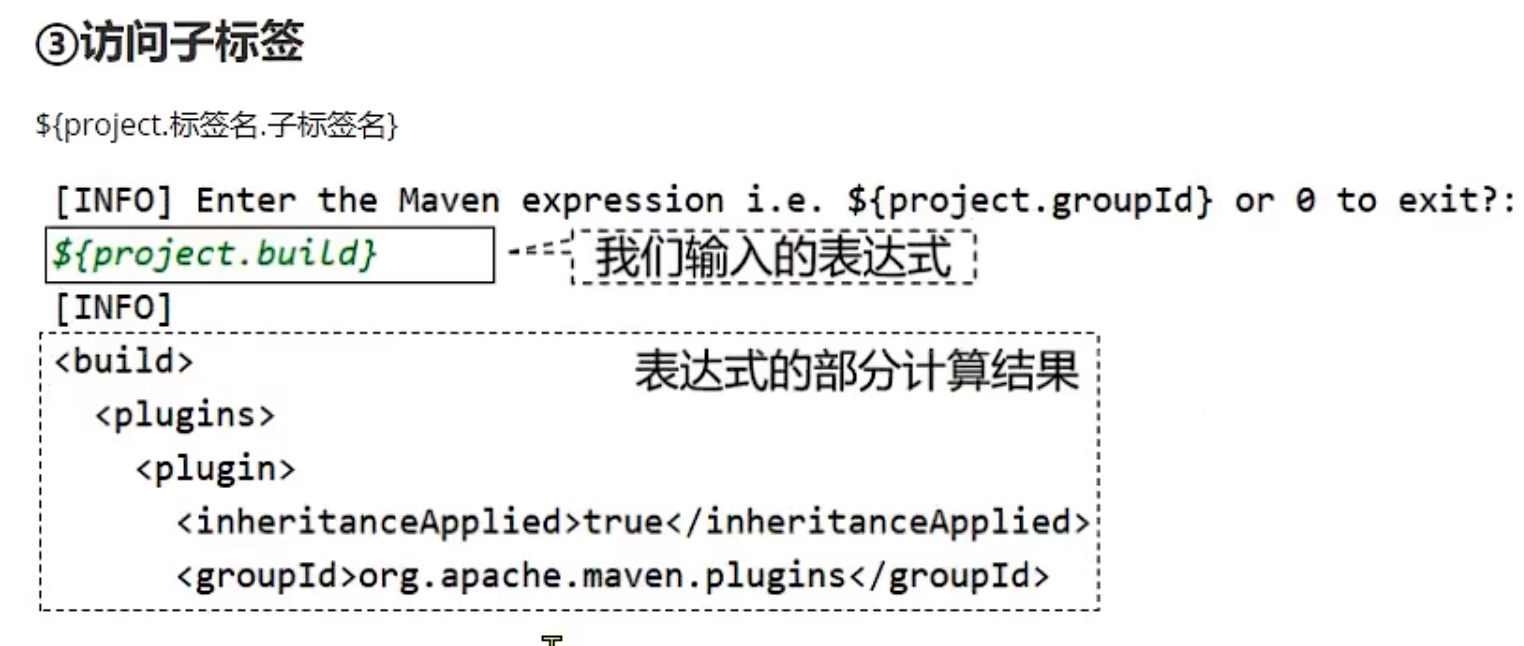 ③访问子标签
${project.标签名.子标签名}
[INFO] Enter the Maven expression i.e. ${project.groupId} or 0 to exit?:
${project.build} 我们输入的表达式
[INFO]
<build> 表达式的部分计算结果
<plugins>
<plugin>
<inheritanceApplied>true</inheritanceApplied>
<groupId>org.apache.maven.plugins</groupId>